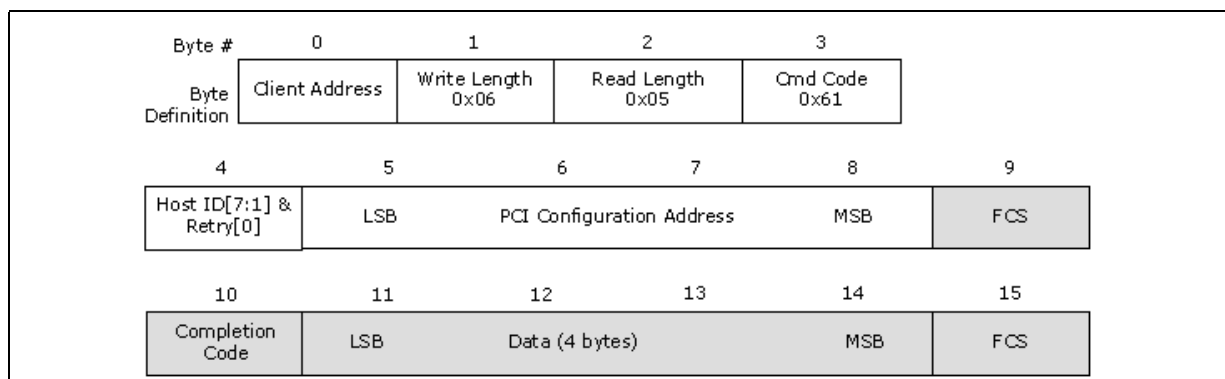 Byte # 0 1 2 3
Byte Definition
Client Address
Write Length
0x06
Read Length
0x05
Cmd Code
0x61
4 5 6 7 8 9
Host ID[7:1] &
Retry[0]
LSB PCI Configuration Address MSB
FCS
10 11 12 13 14 15
Completion
Code
LSB Data (4 bytes) MSB
FCS